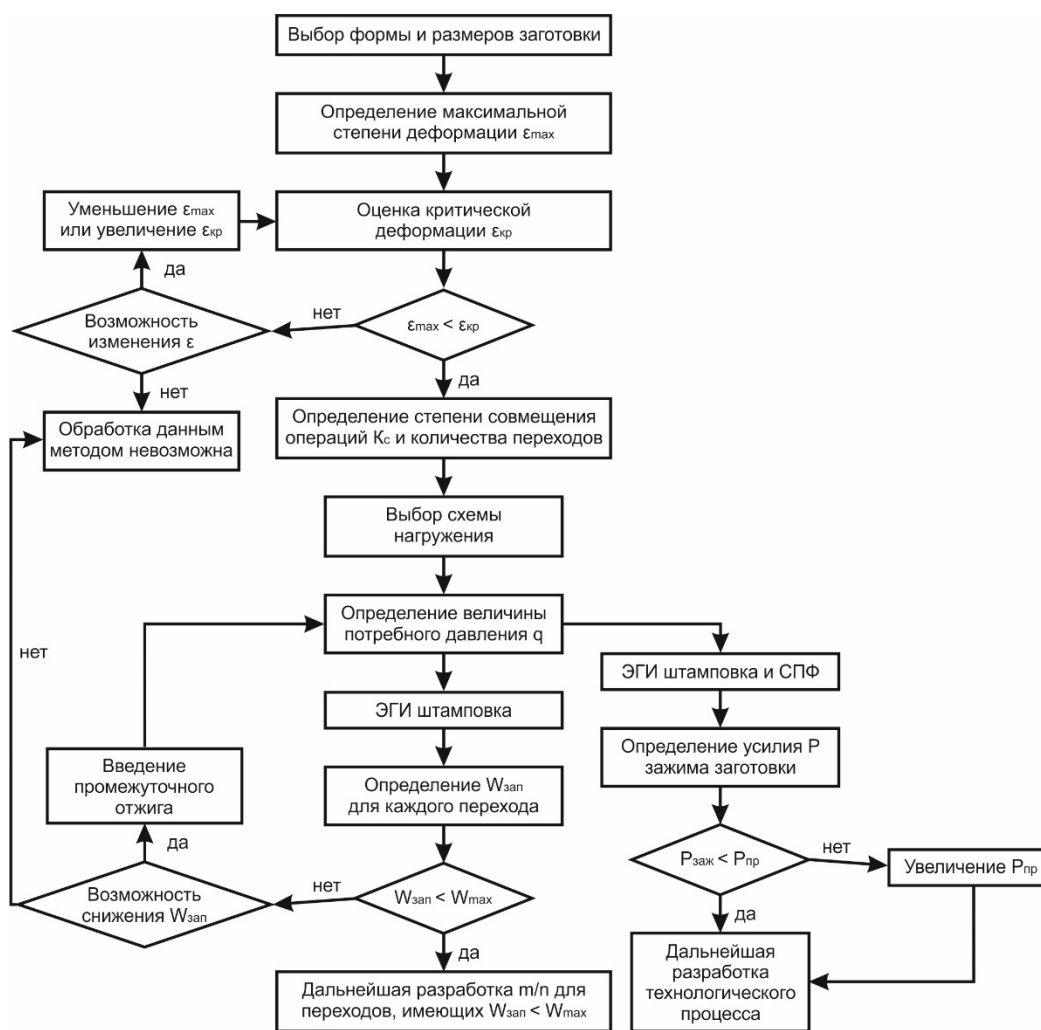 Выбор формы и размеров заготовки
Определение максимальной
степени деформации εmax
Уменьшение εmax
или увеличение εкр
Оценка критической
деформации εкр
да
Возможность
изменения ε
нет
εmax < εкр
нет
да
Обработка данным
методом невозможна
Определение степени совмещения
операций Кс и количества переходов
Выбор схемы
нагружения
Определение величины
потребного давления q
нет
ЭГИ штамповка и СПФ
ЭГИ штамповка
Введение
промежуточного
отжига
Определение Wзап
для каждого перехода
Определение усилия Р
зажима заготовки
да
Возможность
снижения Wзап
нет
Wзап < Wmax
Рзаж < Рпр
нет
Увеличение Рпр
да
да
Дальнейшая разработка m/n для
переходов, имеющих Wзап < Wmax
Дальнейшая
разработка
технологического
процесса